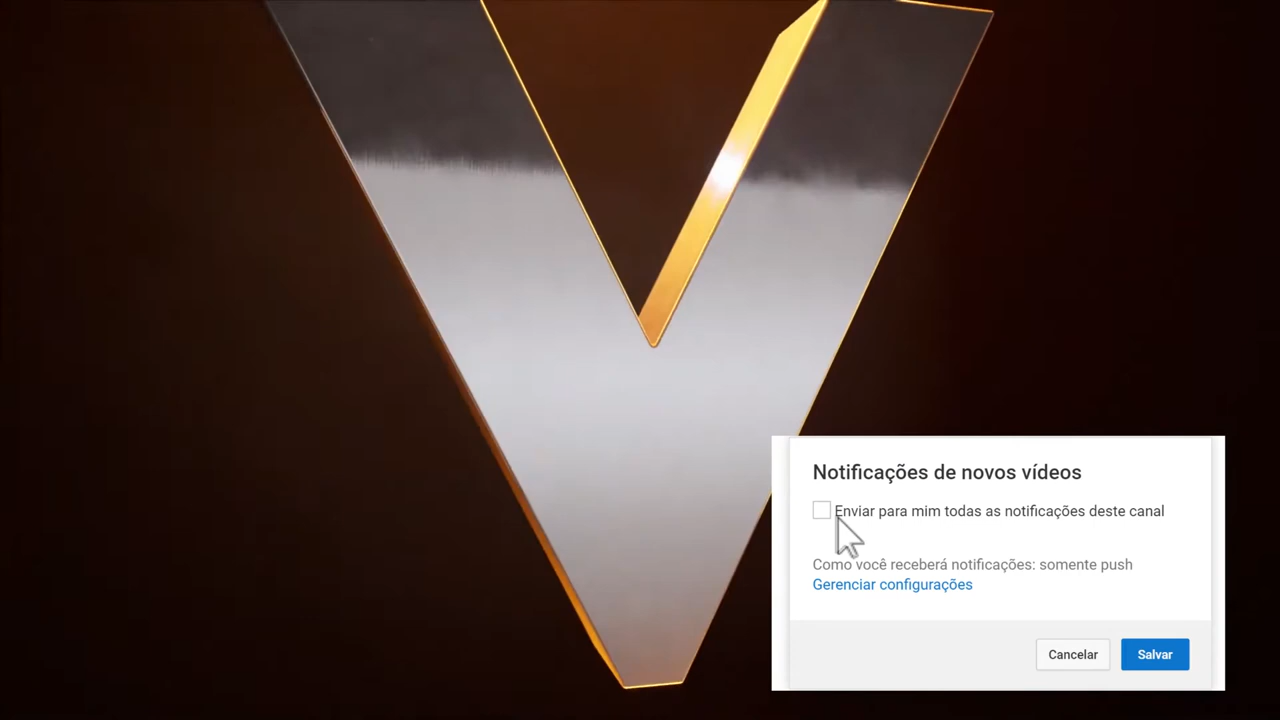 V
Notificações de novos vídeos
Enviar para mim todas as notificações deste canal
Como você receberá notificações: somente push
Gerenciar configurações
Cancelar
Salvar